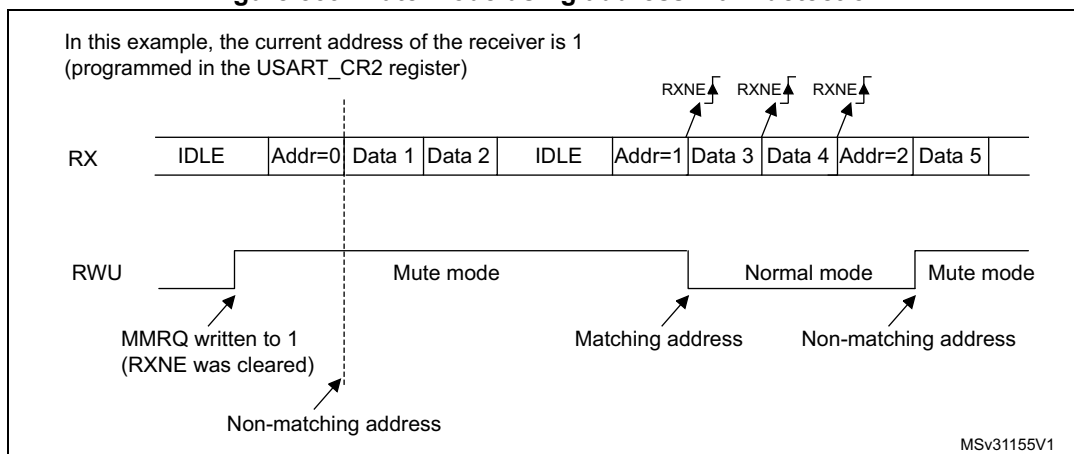 In this example, the current address of the receiver is 1
(programmed in the USART_CR2 register)
RXNE RXNE RXNE
RX IDLE Addr=0 Data 1 Data 2 IDLE Addr=1 Data 3 Data 4 Addr=2 Data 5
RWU Mute mode Normal mode Mute mode
MMRQ written to 1 Matching address Non-matching address
(RXNE was cleared)
Non-matching address
MSv31155V1